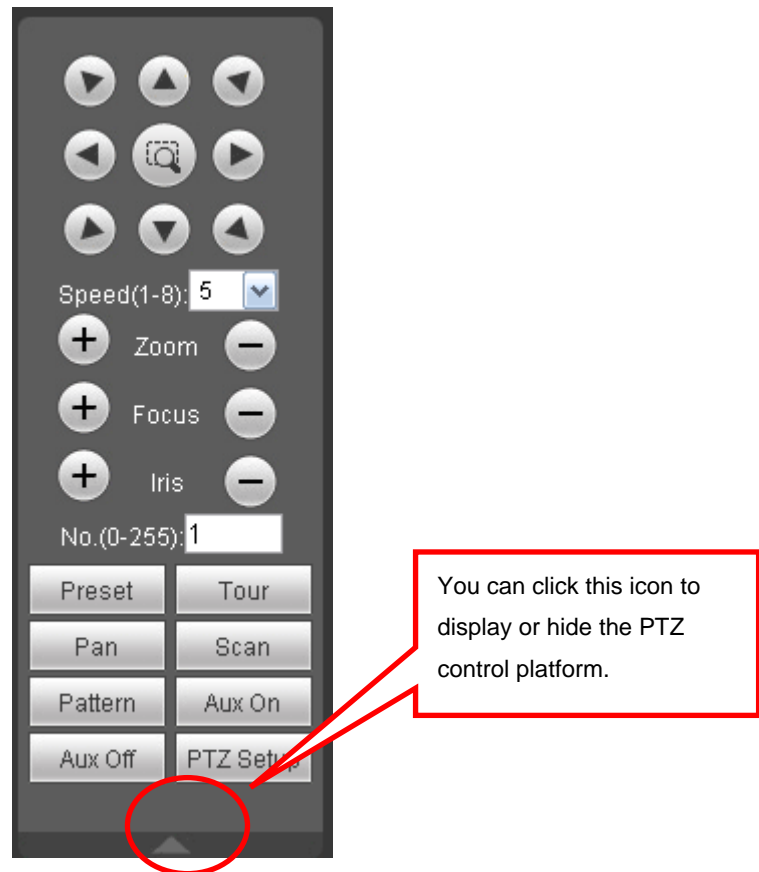 Speed(1-8): 5
Zoom
Focus
Iris
No.(0-255): 1
Preset Tour
Pan Scan
Pattern Aux On
Aux Off PTZ Setup
You can click this icon to
display or hide the PTZ
control platform.